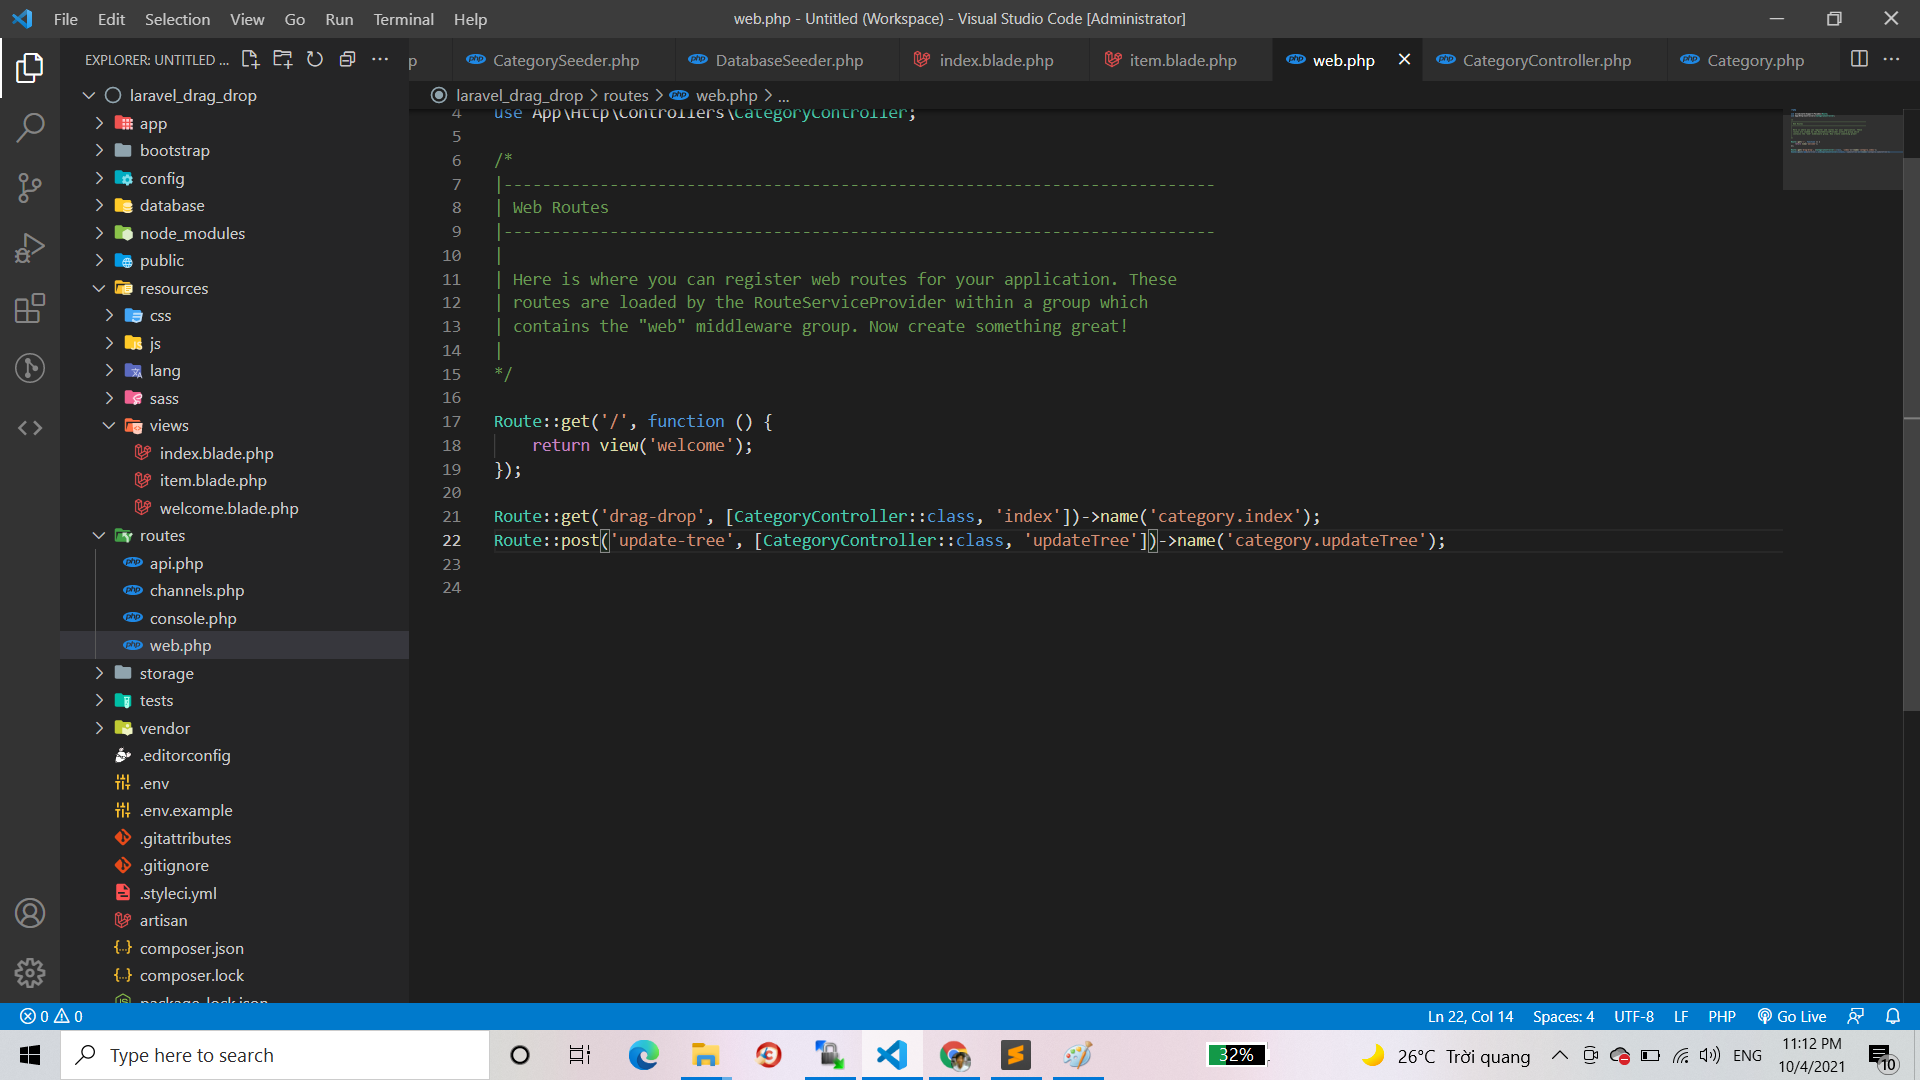 File Edit Selection View Go Run Terminal Help
web.php - Untitled (Workspace) - Visual Studio Code [Administrator]
EXPLORER: UNTITLED ...
p
CategorySeeder.php
DatabaseSeeder.php
index.blade.php
item.blade.php
web.php
CategoryController.php
Category.php
laravel_drag_drop
app
bootstrap
config
database
node_modules
public
resources
css
js
lang
sass
views
index.blade.php
item.blade.php
welcome.blade.php
routes
api.php
channels.php
console.php
web.php
storage
tests
vendor
.editorconfig
.env
.env.example
.gitattributes
.gitignore
.styleci.yml
artisan
composer.json
composer.lock
package-lock.json
laravel_drag_drop > routes > web.php > ...
4 use App\Http\Controllers\CategoryController;
5
6 /*
7 |--------------------------------------------------------------------------
8 | Web Routes
9 |--------------------------------------------------------------------------
10 |
11 | Here is where you can register web routes for your application. These
12 | routes are loaded by the RouteServiceProvider within a group which
13 | contains the "web" middleware group. Now create something great!
14 |
15 */
16
17 Route::get('/', function () {
18     return view('welcome');
19 });
20
21 Route::get('drag-drop', [CategoryController::class, 'index'])->name('category.index');
22 Route::post('update-tree', [CategoryController::class, 'updateTree'])->name('category.updateTree');
23
24
0 0
Ln 22, Col 14 Spaces: 4 UTF-8 LF PHP Go Live
Type here to search
32%
26°C Trời quang
ENG
11:12 PM
10/4/2021
10